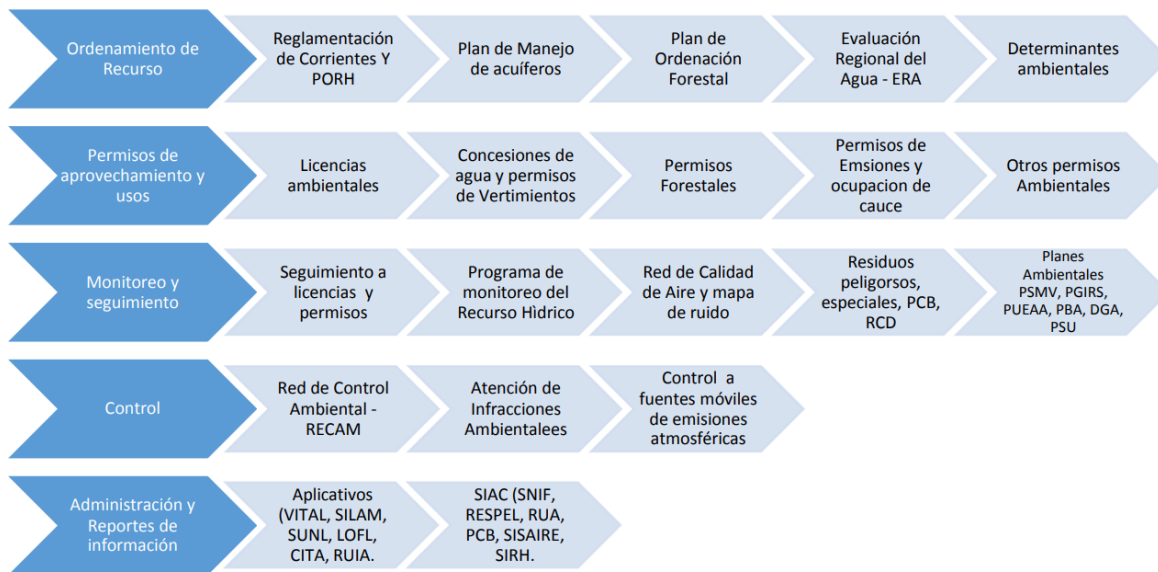 Ordenamiento de
Recurso
Reglamentación
de Corrientes Y
PORH
Plan de Manejo
de acuíferos
Plan de
Ordenación
Forestal
Evaluación
Regional del
Agua - ERA
Determinantes
ambientales
Permisos de
aprovechamiento y
usos
Licencias
ambientales
Concesiones de
agua y permisos
de Vertimientos
Permisos
Forestales
Permisos de
Emsiones y
ocupacion de
cauce
Otros permisos
Ambientales
Monitoreo y
seguimiento
Seguimiento a
licencias y
permisos
Programa de
monitoreo del
Recurso Hìdrico
Red de Calidad
de Aire y mapa
de ruido
Residuos
peligorsos,
especiales, PCB,
RCD
Planes
Ambientales
PSMV, PGIRS,
PUEAA, PBA, DGA,
PSU
Control
Red de Control
Ambiental -
RECAM
Atención de
Infracciones
Ambientalees
Control a
fuentes móviles
de emisiones
atmosféricas
Administración y
Reportes de
información
Aplicativos
(VITAL, SILAM,
SUNL, LOFL,
CITA, RUIA.
SIAC (SNIF,
RESPEL, RUA,
PCB, SISAIRE,
SIRH.